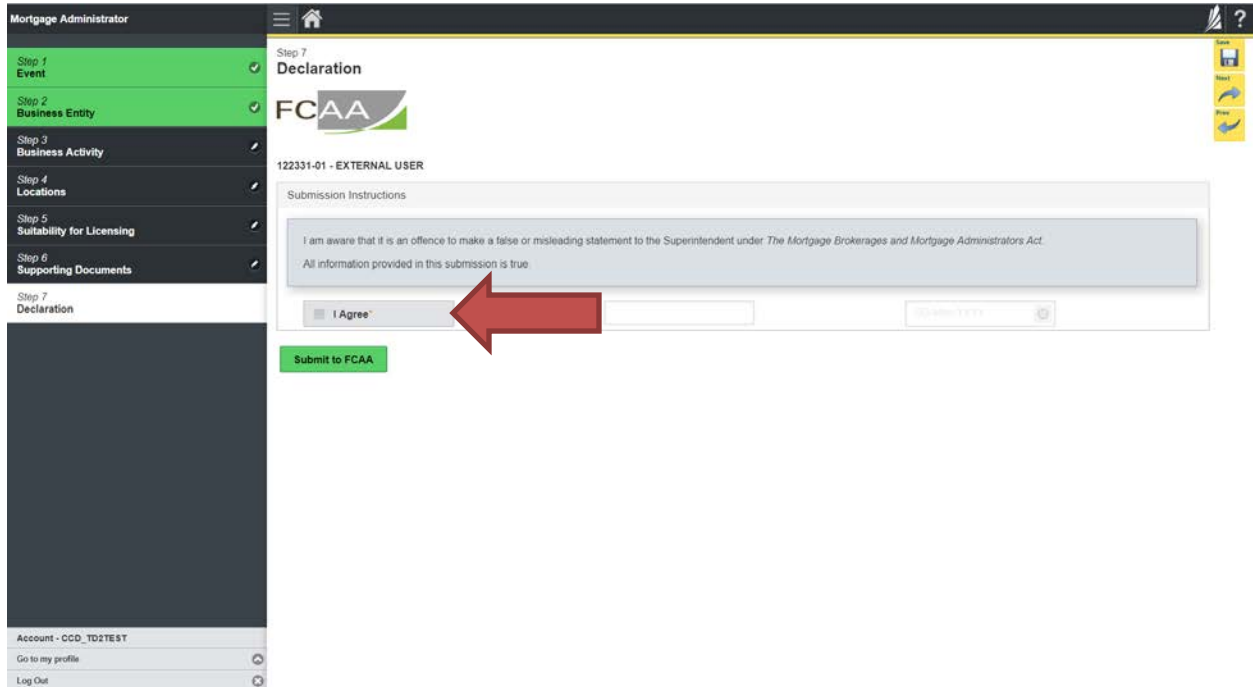 Mortgage Administrator
?
Step 1
Event
Step 2
Business Entity
Step 3
Business Activity
Step 4
Locations
Step 5
Suitability for Licensing
Step 6
Supporting Documents
Step 7
Declaration
Step 7
Declaration
FCAA
Save
Next
Prev
122331-01 - EXTERNAL USER
Submission Instructions
I am aware that it is an offence to make a false or misleading statement to the Superintendent under The Mortgage Brokerages and Mortgage Administrators Act.
All information provided in this submission is true.
I Agree*
Submit to FCAA
Account - CCD_TD2TEST
Go to my profile
Log Out